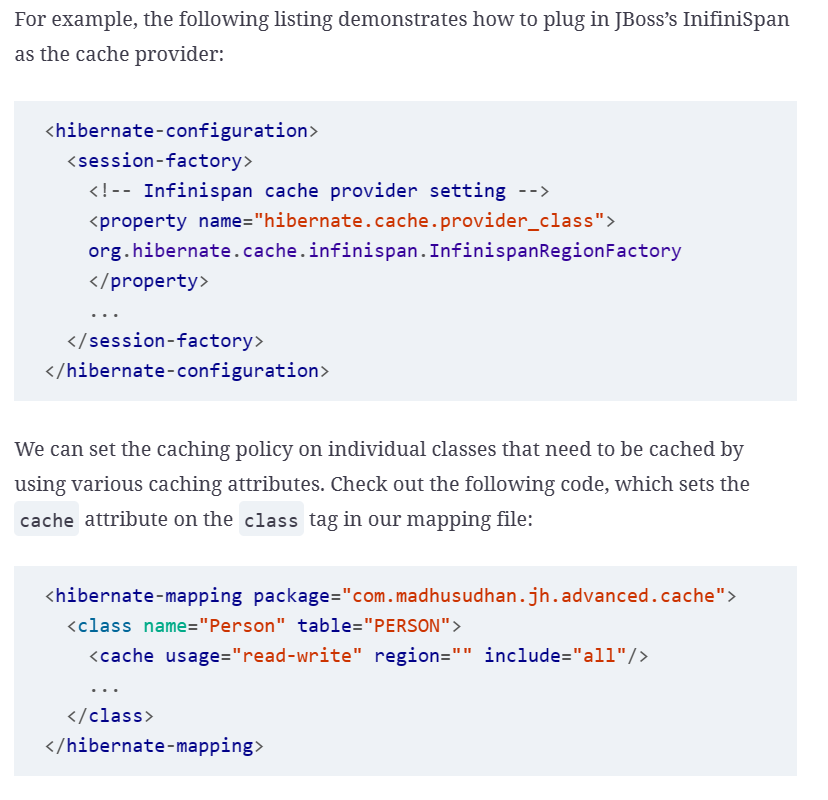 For example, the following listing demonstrates how to plug in JBoss’s InifiniSpan
as the cache provider:
<hibernate-configuration>
<session-factory>
<!-- Infinispan cache provider setting -->
<property name="hibernate.cache.provider_class">
org.hibernate.cache.infinispan.InfinispanRegionFactory
</property>
...
</session-factory>
</hibernate-configuration>
We can set the caching policy on individual classes that need to be cached by
using various caching attributes. Check out the following code, which sets the
cache attribute on the class tag in our mapping file:
<hibernate-mapping package="com.madhusudhan.jh.advanced.cache">
<class name="Person" table="PERSON">
<cache usage="read-write" region="" include="all"/>
...
</class>
</hibernate-mapping>